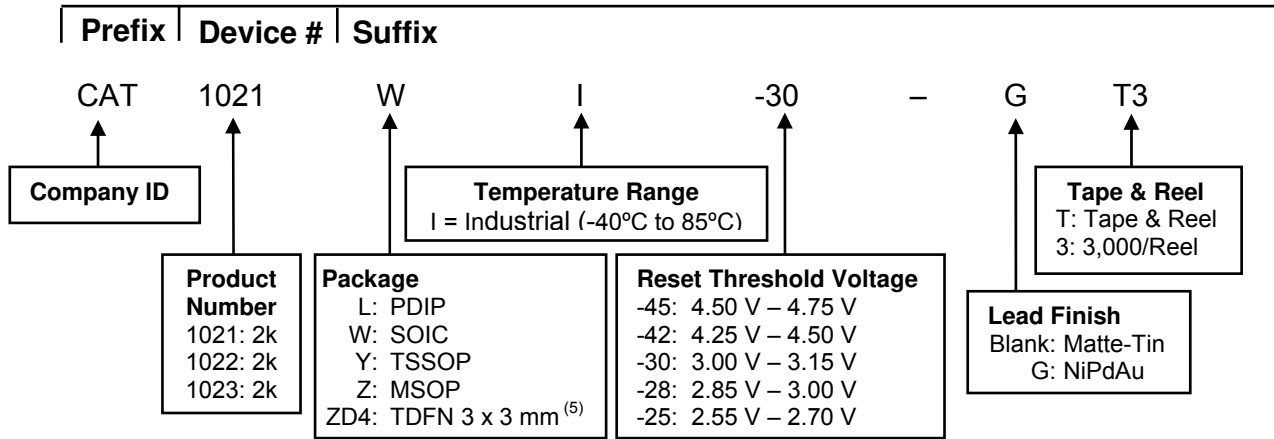 Prefix Device # Suffix
CAT 1021 W I -30 – G T3
Company ID
Temperature Range
I = Industrial (-40ºC to 85ºC)
Tape & Reel
T: Tape & Reel
3: 3,000/Reel
Product
Number
1021: 2k
1022: 2k
1023: 2k
Package
L: PDIP
W: SOIC
Y: TSSOP
Z: MSOP
ZD4: TDFN 3 x 3 mm (5)
Reset Threshold Voltage
-45: 4.50 V – 4.75 V
-42: 4.25 V – 4.50 V
-30: 3.00 V – 3.15 V
-28: 2.85 V – 3.00 V
-25: 2.55 V – 2.70 V
Lead Finish
Blank: Matte-Tin
G: NiPdAu